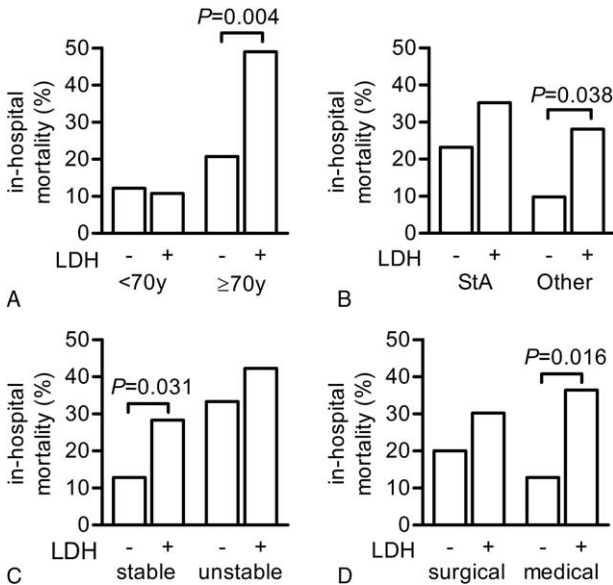 P=0.004
in-hospital
mortality (%)
50
40
30
20
10
0
LDH - + - +
<70y ≥70y
A
P=0.038
in-hospital
mortality (%)
50
40
30
20
10
0
LDH - + - +
StA Other
B
P=0.031
in-hospital
mortality (%)
50
40
30
20
10
0
LDH - + - +
stable unstable
C
P=0.016
in-hospital
mortality (%)
50
40
30
20
10
0
LDH - + - +
surgical medical
D